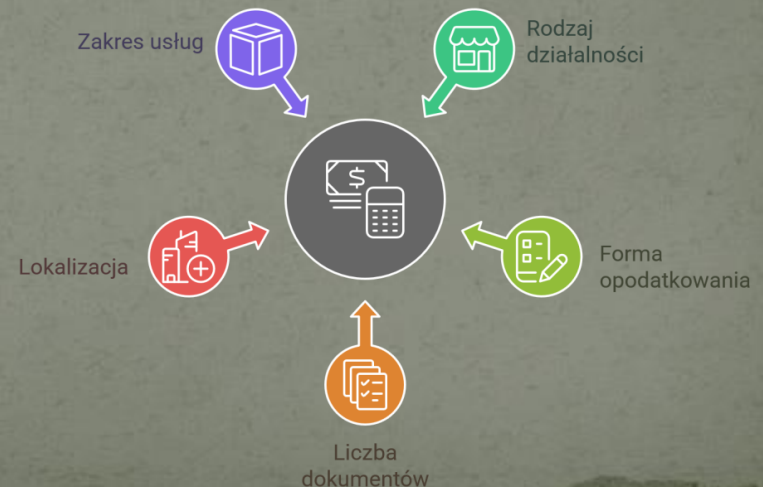 Zakres usług
Rodzaj
działalności
Lokalizacja
Forma
opodatkowania
Liczba
dokumentów
$